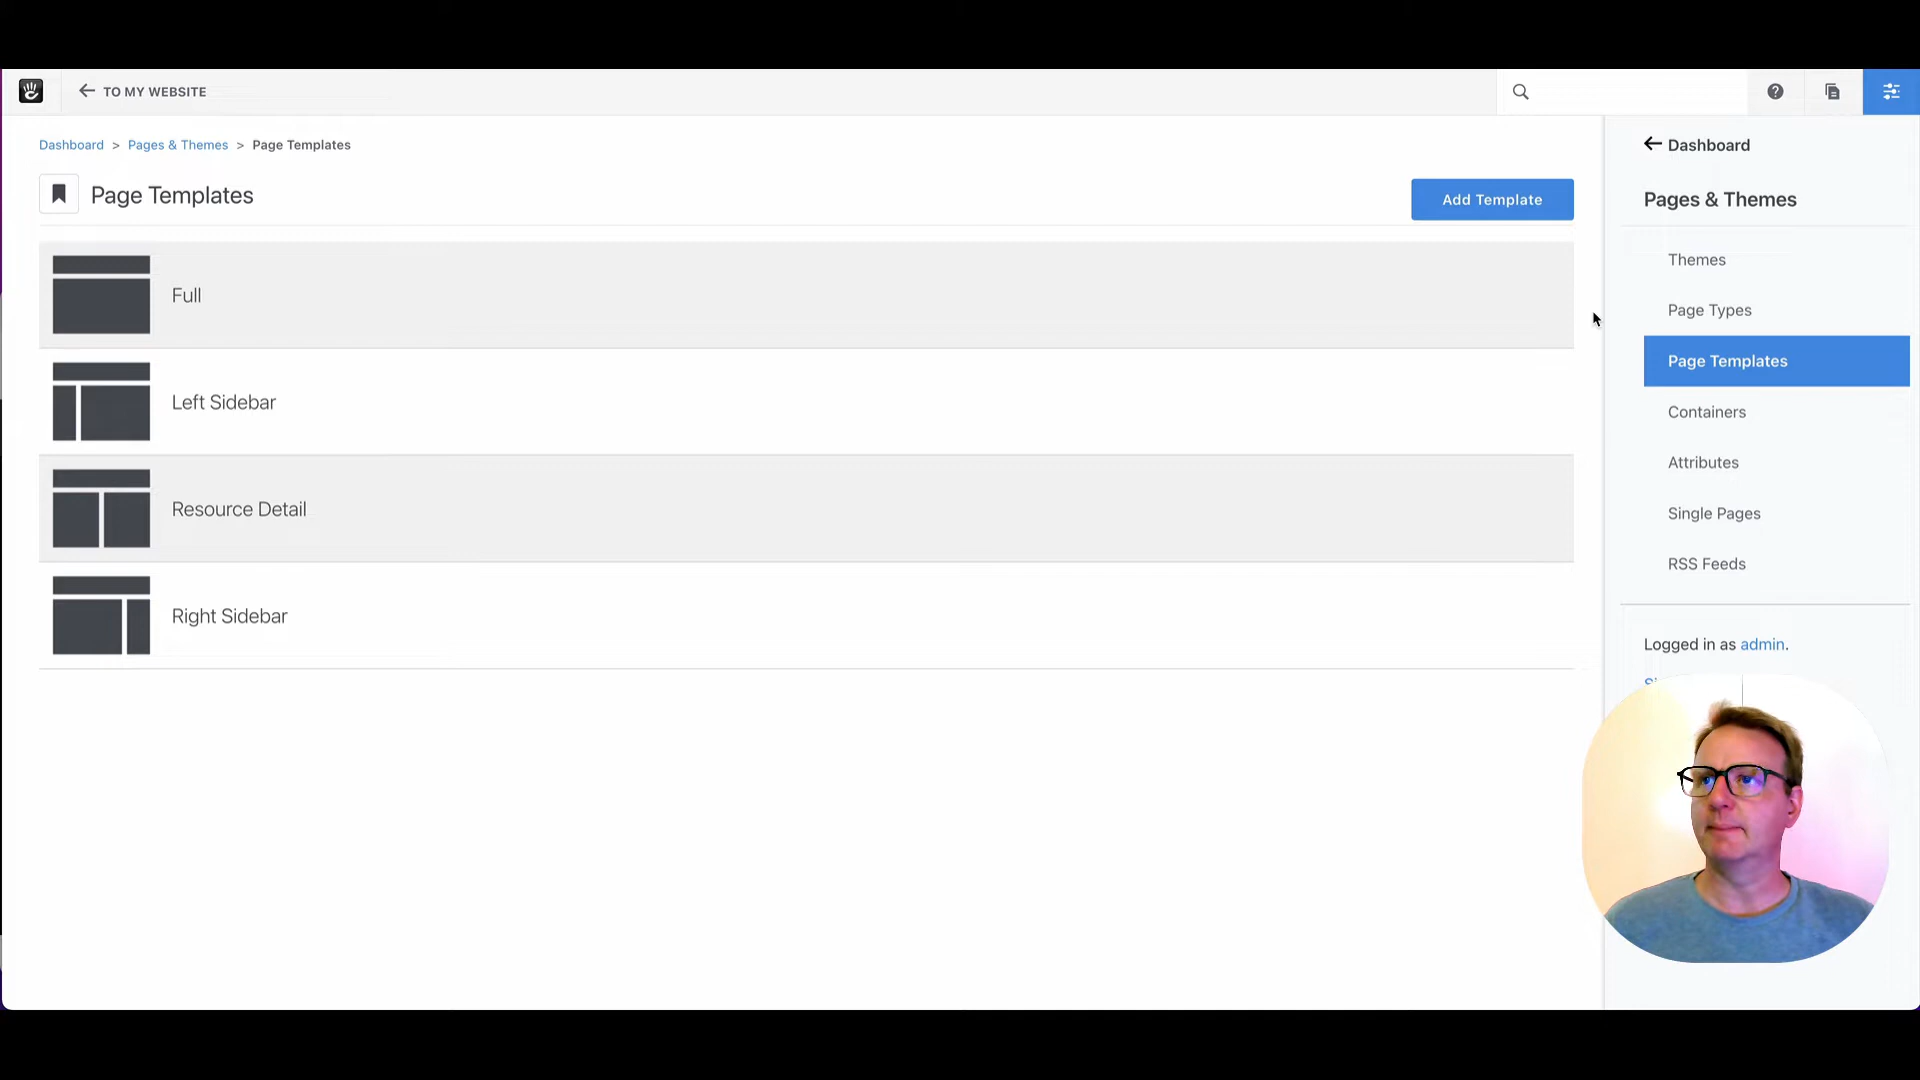 TO MY WEBSITE
Dashboard > Pages & Themes > Page Templates
Page Templates
Add Template
Full
Left Sidebar
Resource Detail
Right Sidebar
Dashboard
Pages & Themes
Themes
Page Types
Page Templates
Containers
Attributes
Single Pages
RSS Feeds
Logged in as admin.